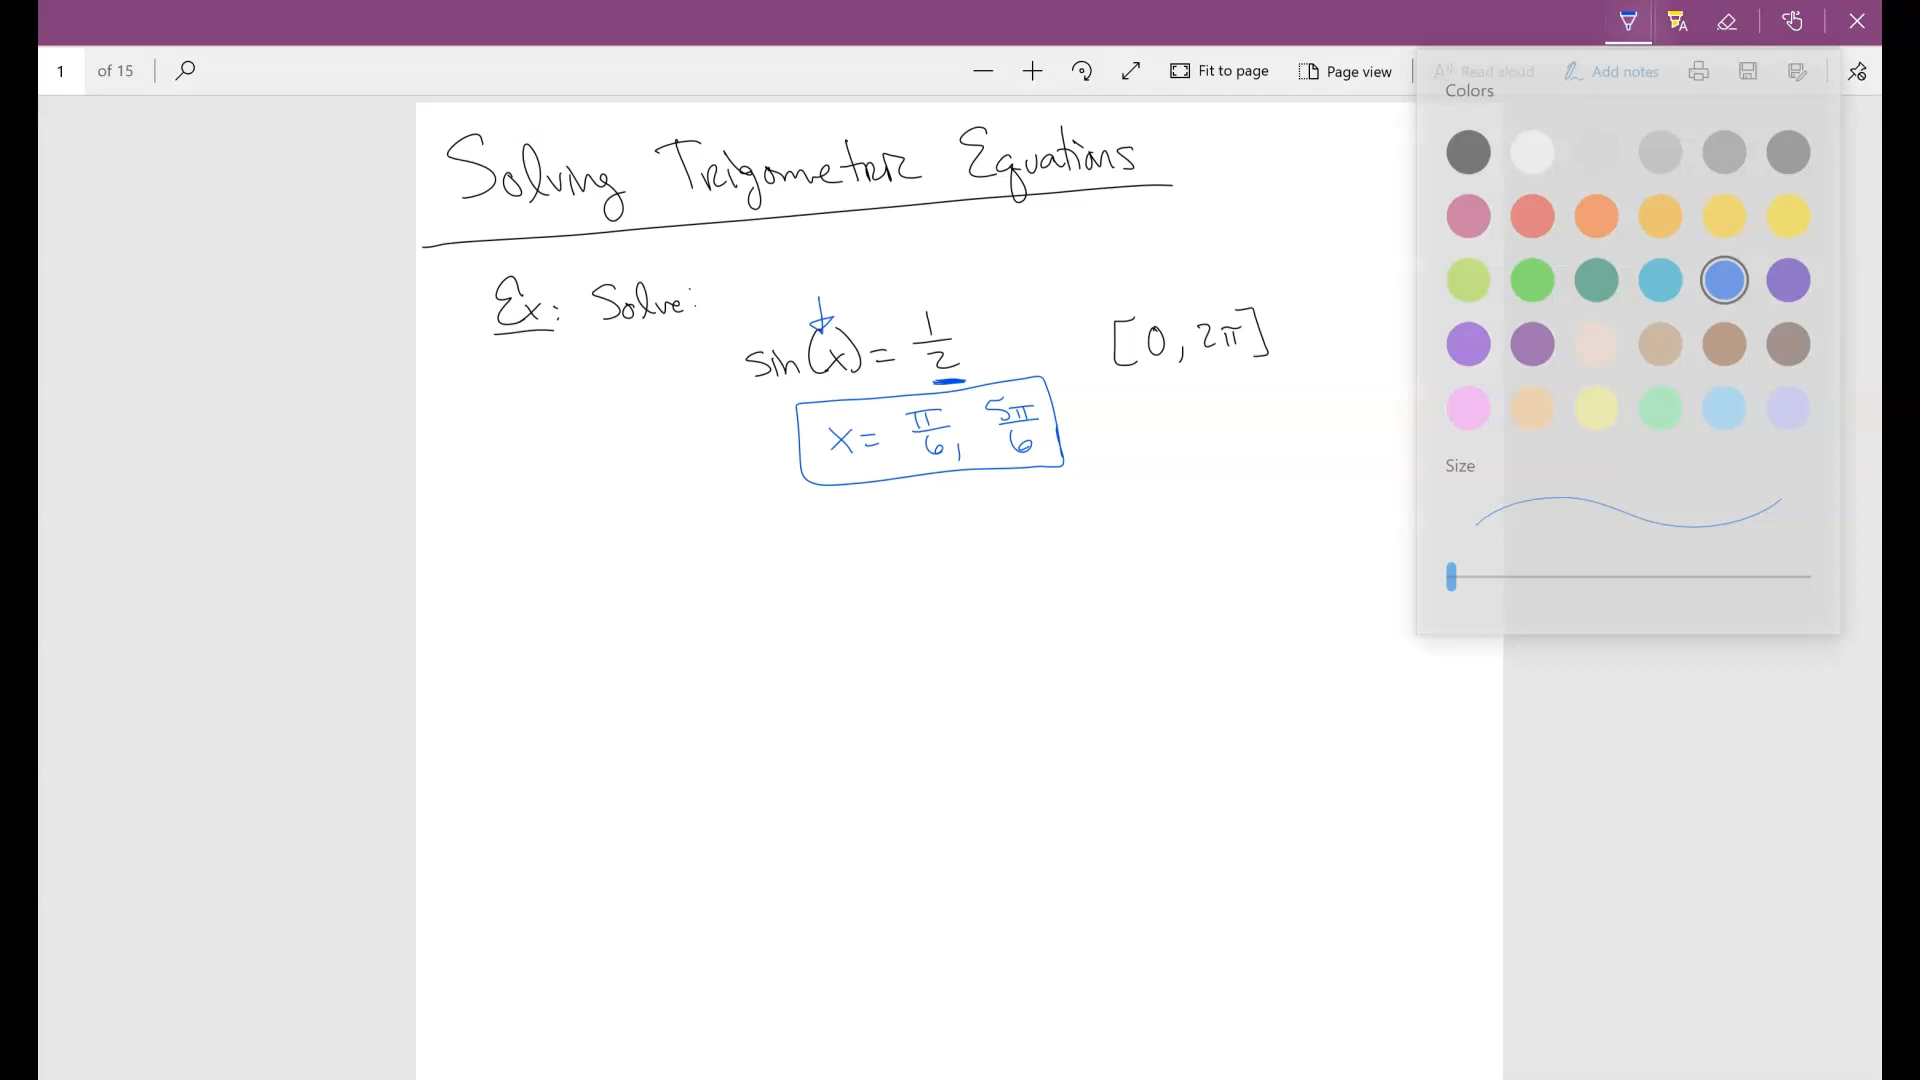 1 of 15 Fit to page Page view Read aloud Add notes
Colors
Solving Trigometric Equations
Ex: Solve:
sin(x) = 1/2 [0, 2π]
x = π/6, 5π/6
Size